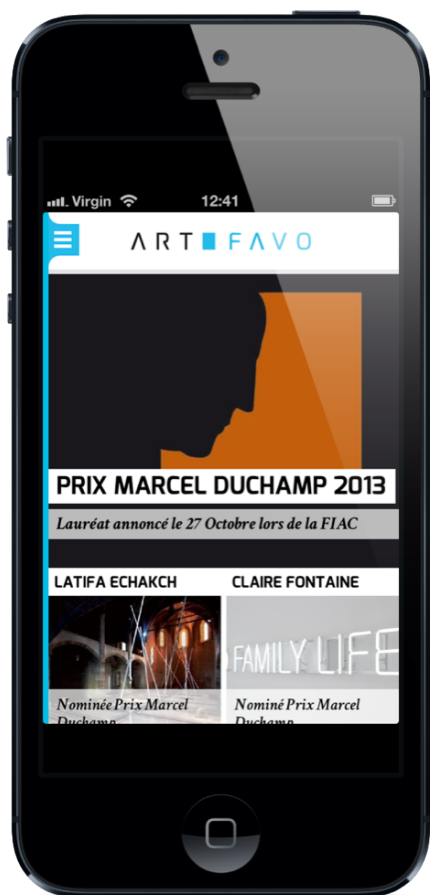 Virgin 12:41
ART FAVO
PRIX MARCEL DUCHAMP 2013
Lauréat annoncé le 27 Octobre lors de la FIAC
LATIFA ECHAKCH CLAIRE FONTAINE
FAMILY LIFE
Nominée Prix Marcel
Duchamp
Nominé Prix Marcel
Duchamp